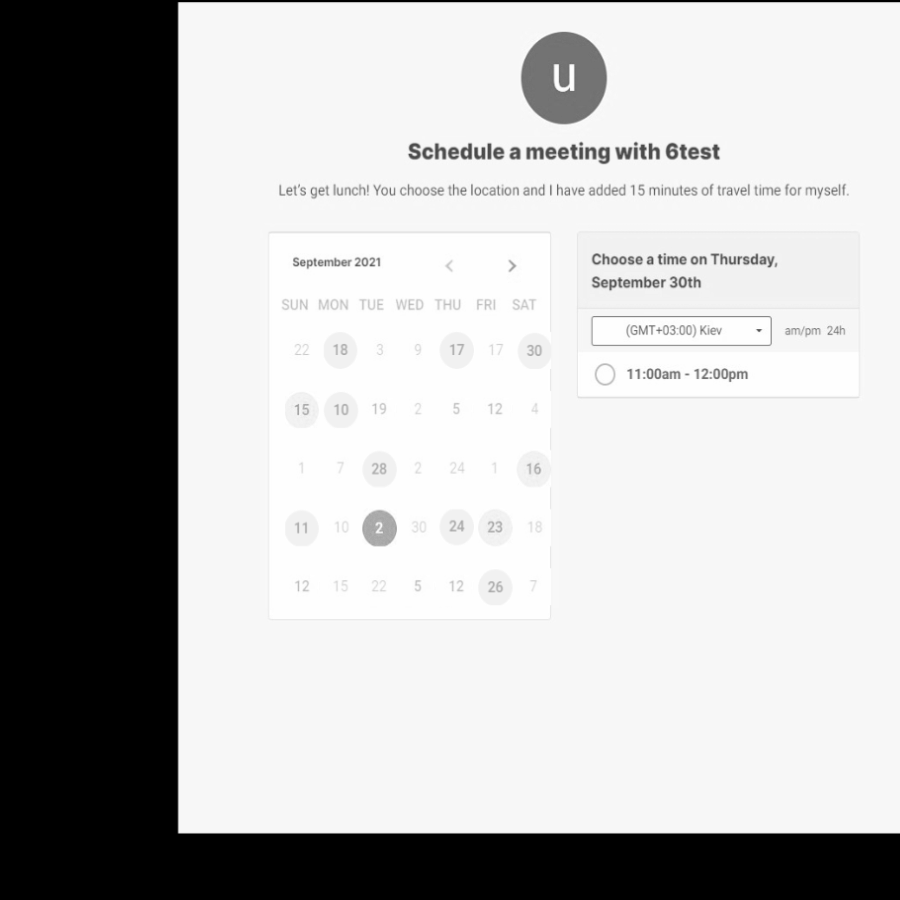 u
Schedule a meeting with 6test
Let's get lunch! You choose the location and I have added 15 minutes of travel time for myself.
September 2021
SUN MON TUE WED THU FRI SAT
22 18 3 9 17 17 30
15 10 19 2 5 12 4
1 7 28 2 24 1 16
11 10 2 30 24 23 18
12 15 22 5 12 26 7
Choose a time on Thursday,
September 30th
(GMT+03:00) Kiev am/pm 24h
11:00am - 12:00pm